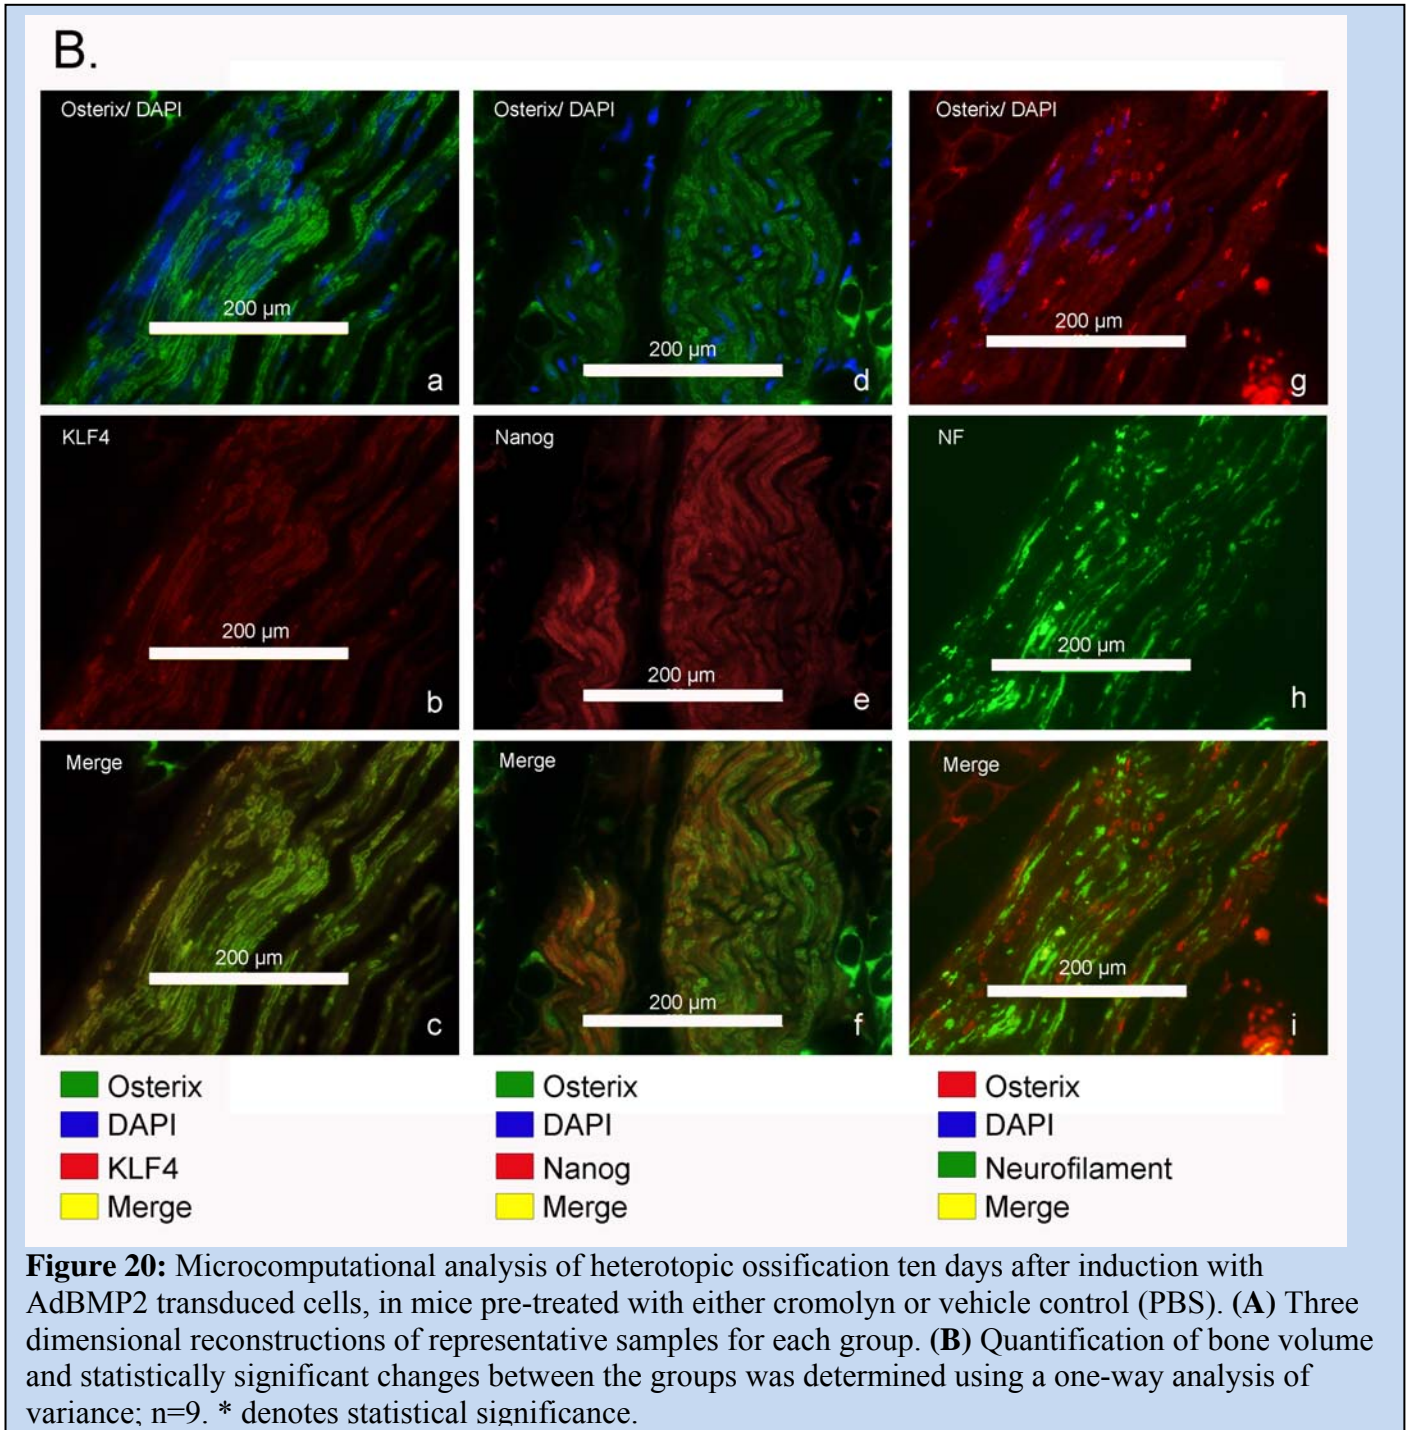 B.
Osterix/ DAPI
200 µm
a
Osterix/ DAPI
200 µm
d
Osterix/ DAPI
200 µm
g
KLF4
200 µm
b
Nanog
200 µm
e
NF
200 µm
h
Merge
200 µm
c
Merge
200 µm
f
Merge
200 µm
i
Osterix
DAPI
KLF4
Merge
Osterix
DAPI
Nanog
Merge
Osterix
DAPI
Neurofilament
Merge
Figure 20: Microcomputational analysis of heterotopic ossification ten days after induction with
AdBMP2 transduced cells, in mice pre-treated with either cromolyn or vehicle control (PBS). (A) Three
dimensional reconstructions of representative samples for each group. (B) Quantification of bone volume
and statistically significant changes between the groups was determined using a one-way analysis of
variance; n=9. * denotes statistical significance.